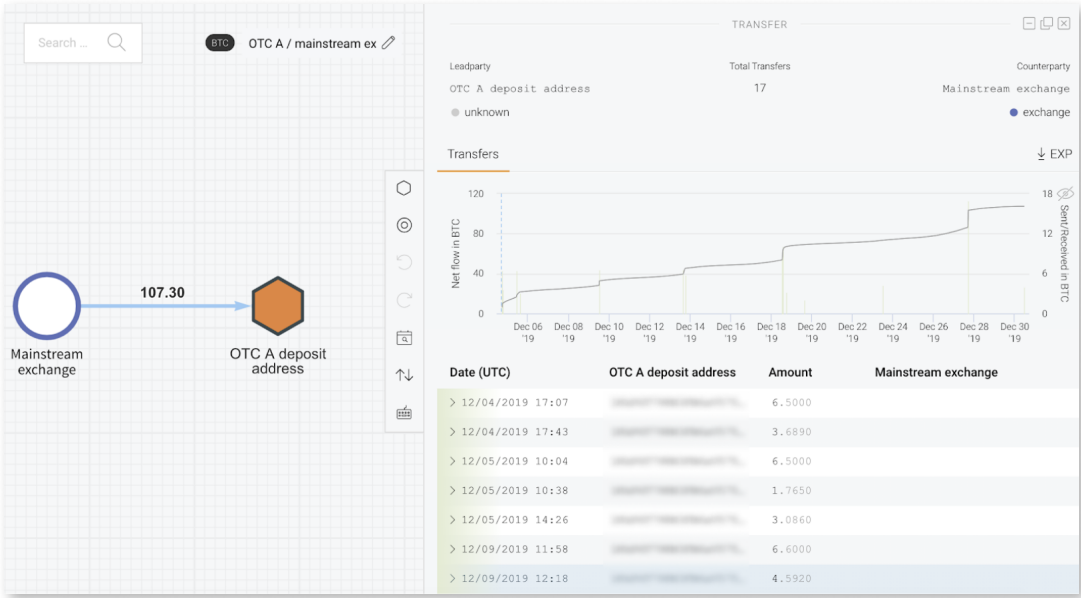 Search ...
BTC OTC A / mainstream ex
107.30
Mainstream
exchange
OTC A deposit
address
TRANSFER
Leadparty Total Transfers Counterparty
OTC A deposit address 17 Mainstream exchange
unknown exchange
Transfers EXP
Net flow in BTC
120
80
40
0
18
12
6
0
Sent/Received in BTC
Dec 06 Dec 08 Dec 10 Dec 12 Dec 14 Dec 16 Dec 18 Dec 20 Dec 22 Dec 24 Dec 26 Dec 28 Dec 30
'19 '19 '19 '19 '19 '19 '19 '19 '19 '19 '19 '19 '19
Date (UTC) OTC A deposit address Amount Mainstream exchange
12/04/2019 17:07 6.5000
12/04/2019 17:43 3.6890
12/05/2019 10:04 6.5000
12/05/2019 10:38 1.7650
12/05/2019 14:26 3.0860
12/09/2019 11:58 6.6000
12/09/2019 12:18 4.5920